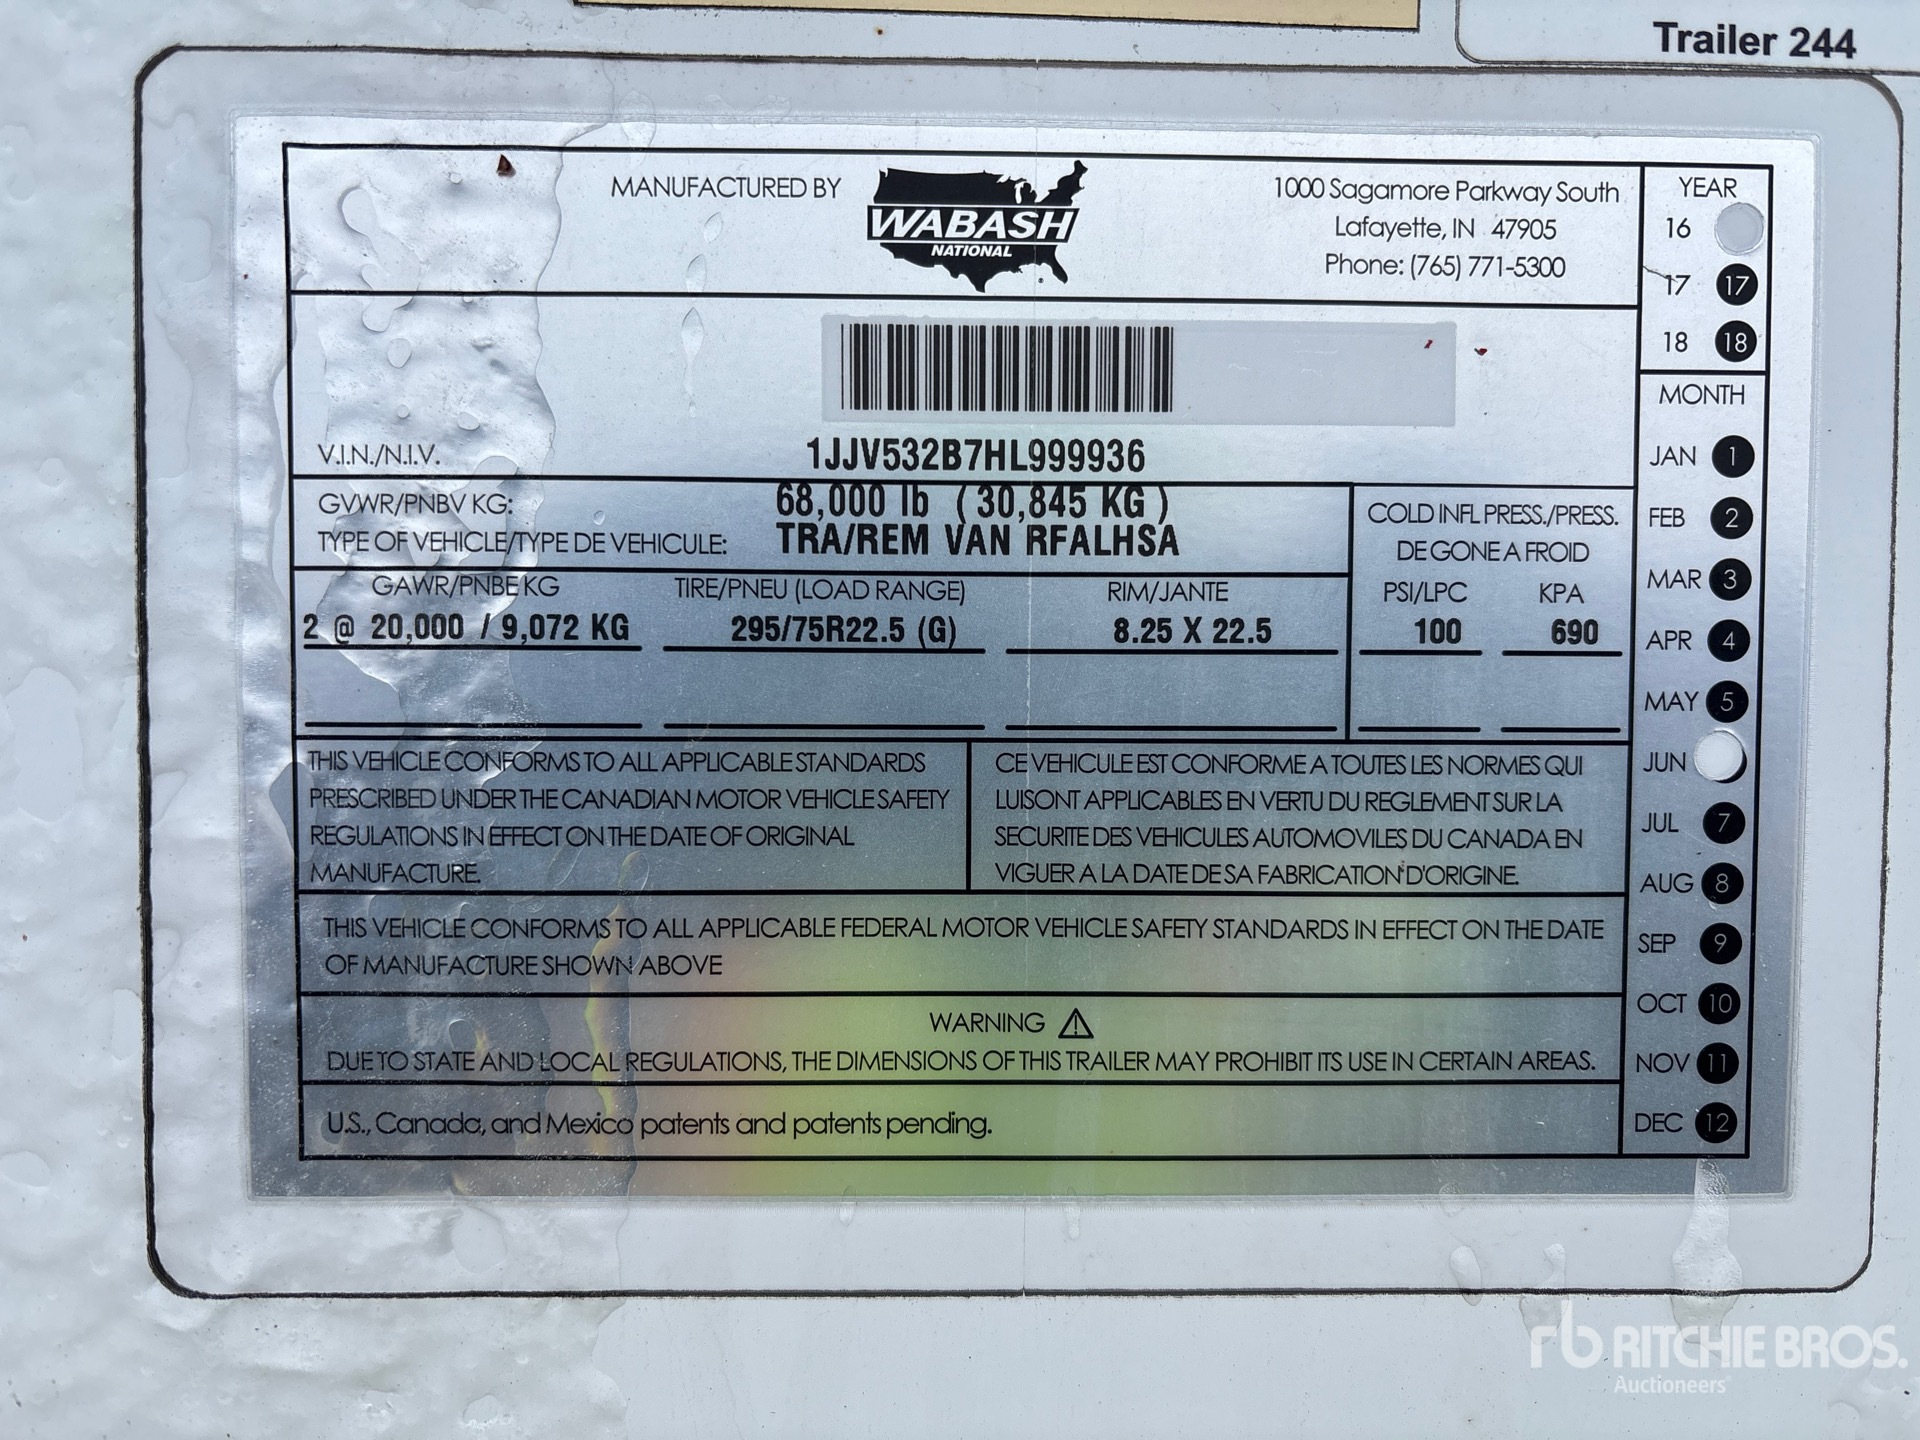 Trailer 244
MANUFACTURED BY
WABASH
NATIONAL
1000 Sagamore Parkway South
Lafayette, IN 47905
Phone: (765) 771-5300
YEAR
16
17 17
18 18
V.I.N./N.I.V. 1JJV532B7HL999936
GVWR/PNBV KG: 68,000 lb ( 30,845 KG )
TYPE OF VEHICLE/TYPE DE VEHICULE: TRA/REM VAN RFALHSA
COLD INFL PRESS./PRESS.
DE GONE A FROID
GAWR/PNBE KG TIRE/PNEU (LOAD RANGE) RIM/JANTE PSI/LPC KPA
2 @ 20,000 / 9,072 KG 295/75R22.5 (G) 8.25 X 22.5 100 690
MONTH
JAN 1
FEB 2
MAR 3
APR 4
MAY 5
JUN
JUL 7
AUG 8
SEP 9
OCT 10
NOV 11
DEC 12
THIS VEHICLE CONFORMS TO ALL APPLICABLE STANDARDS
PRESCRIBED UNDER THE CANADIAN MOTOR VEHICLE SAFETY
REGULATIONS IN EFFECT ON THE DATE OF ORIGINAL
MANUFACTURE.
CE VEHICULE EST CONFORME A TOUTES LES NORMES QUI
LUISONT APPLICABLES EN VERTU DU REGLEMENT SUR LA
SECURITE DES VEHICULES AUTOMOVILES DU CANADA EN
VIGUER A LA DATE DE SA FABRICATION D'ORIGINE.
THIS VEHICLE CONFORMS TO ALL APPLICABLE FEDERAL MOTOR VEHICLE SAFETY STANDARDS IN EFFECT ON THE DATE
OF MANUFACTURE SHOWN ABOVE
WARNING
DUE TO STATE AND LOCAL REGULATIONS, THE DIMENSIONS OF THIS TRAILER MAY PROHIBIT ITS USE IN CERTAIN AREAS.
U.S., Canada, and Mexico patents and patents pending.
rb RITCHIE BROS.
Auctioneers